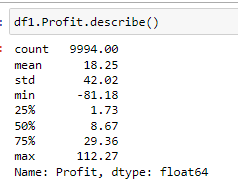 df1.Profit.describe()
count 9994.00
mean 18.25
std 42.02
min -81.18
25% 1.73
50% 8.67
75% 29.36
max 112.27
Name: Profit, dtype: float64